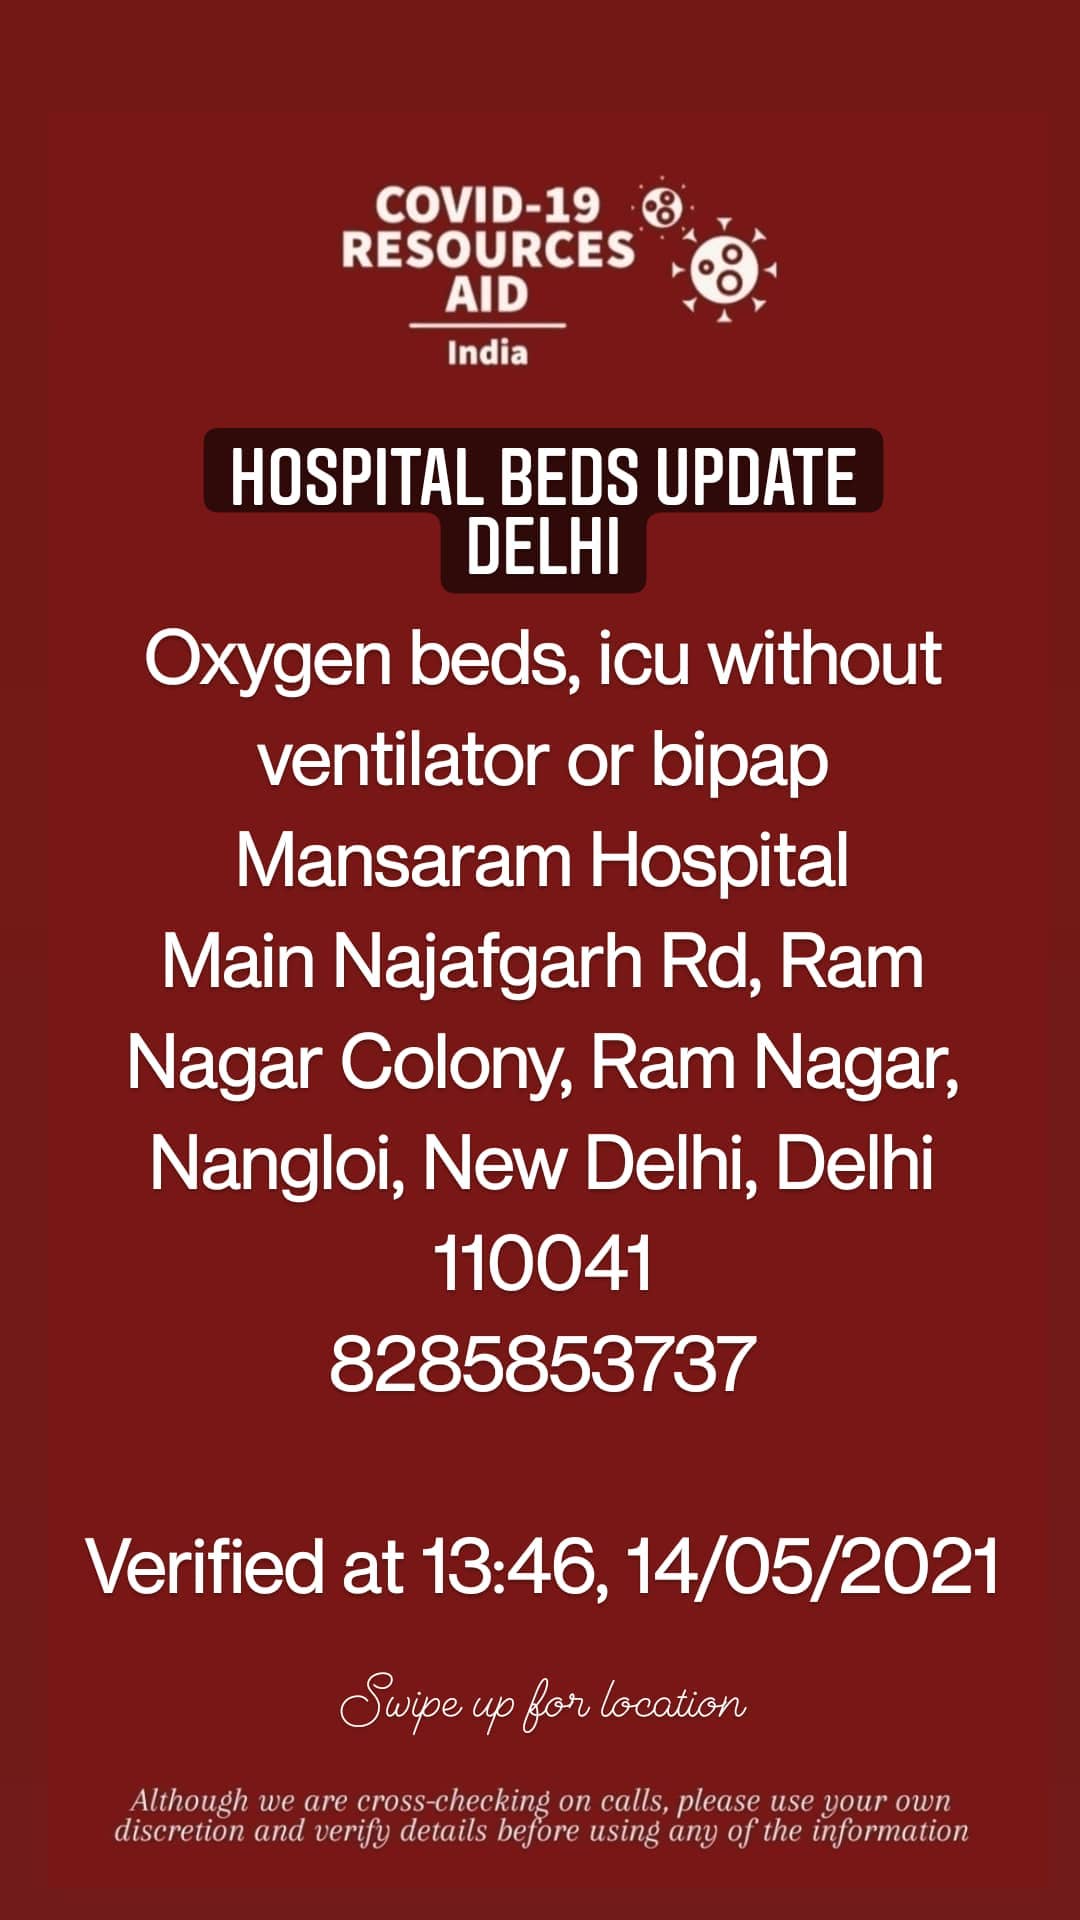 COVID-19
RESOURCES
AID
India
HOSPITAL BEDS UPDATE
DELHI
Oxygen beds, icu without
ventilator or bipap
Mansaram Hospital
Main Najafgarh Rd, Ram
Nagar Colony, Ram Nagar,
Nangloi, New Delhi, Delhi
110041
8285853737
Verified at 13:46, 14/05/2021
Swipe up for location
Although we are cross-checking on calls, please use your own
discretion and verify details before using any of the information